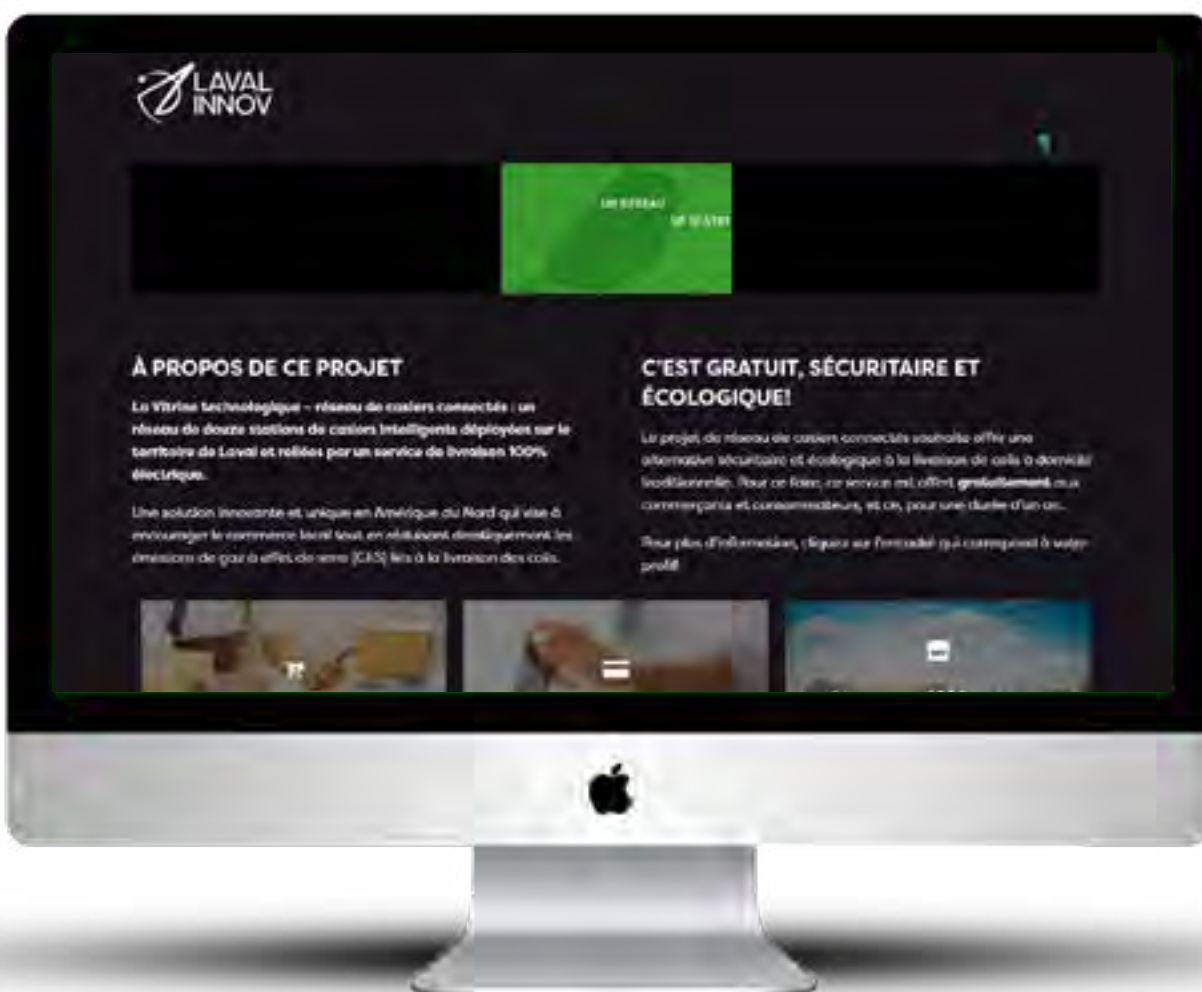 LAVAL
INNOV
UN RÉSEAU
À PROPOS DE CE PROJET
La Vitrine technologique – réseau de casiers connectés : un
réseau de douze stations de casiers intelligents déployées sur le
territoire de Laval et reliées par un service de livraison 100%
électrique.
Une solution innovante et unique en Amérique du Nord qui vise à
encourager le commerce local tout en réduisant drastiquement les
émissions de gaz à effet de serre (GES) liés à la livraison des colis.
C'EST GRATUIT, SÉCURITAIRE ET
ÉCOLOGIQUE!
Le projet de réseau de casiers connectés souhaite offrir une
alternative sécuritaire et écologique à la livraison de colis à domicile
traditionnelle. Pour ce faire, ce service est offert gratuitement aux
commerçants et consommateurs, et ce, pour une durée d'un an.
Pour plus d'information, cliquez sur l'encadré qui correspond à votre
profil!